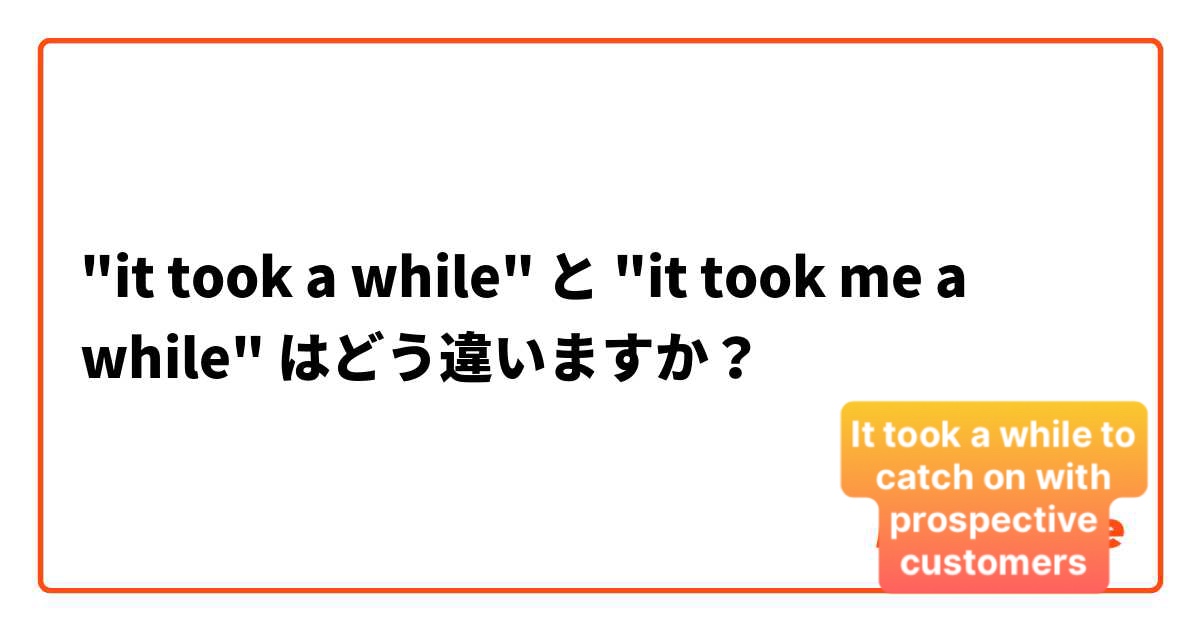 "it took a while" と "it took me a
while" はどう違いますか？
It took a while to
catch on with
prospective
customers